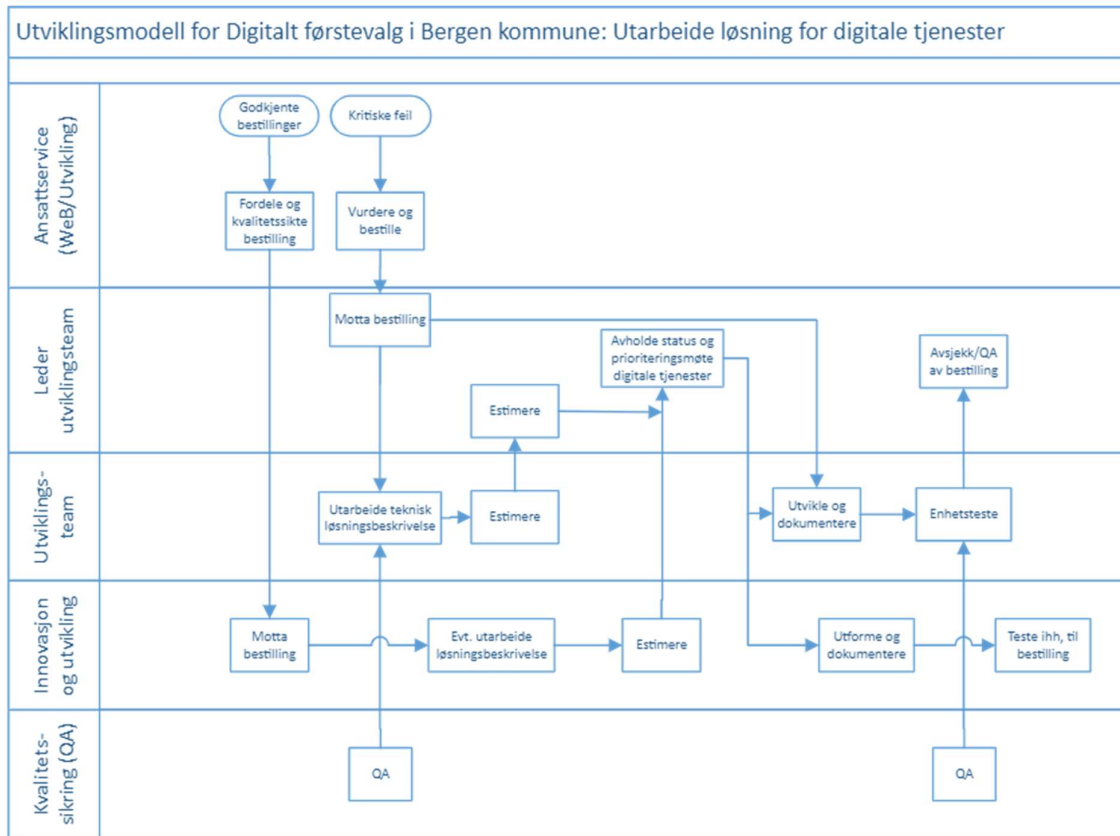 Utviklingsmodell for Digitalt førstevalg i Bergen kommune: Utarbeide løsning for digitale tjenester
Ansattservice
(WeB/Utvikling)
Godkjente
bestillinger
Kritiske feil
Fordele og
kvalitetssikte
bestilling
Vurdere og
bestille
Leder
utviklingsteam
Motta bestilling
Avholde status og
prioriteringsmøte
digitale tjenester
Avsjekk/QA
av bestilling
Estimere
Utviklings-
team
Utarbeide teknisk
løsningsbeskrivelse
Estimere
Utvikle og
dokumentere
Enhetsteste
Innovasjon
og utvikling
Motta
bestilling
Evt. utarbeide
løsningsbeskrivelse
Estimere
Utforme og
dokumentere
Teste ihh, til
bestilling
Kvalitets-
sikring (QA)
QA
QA